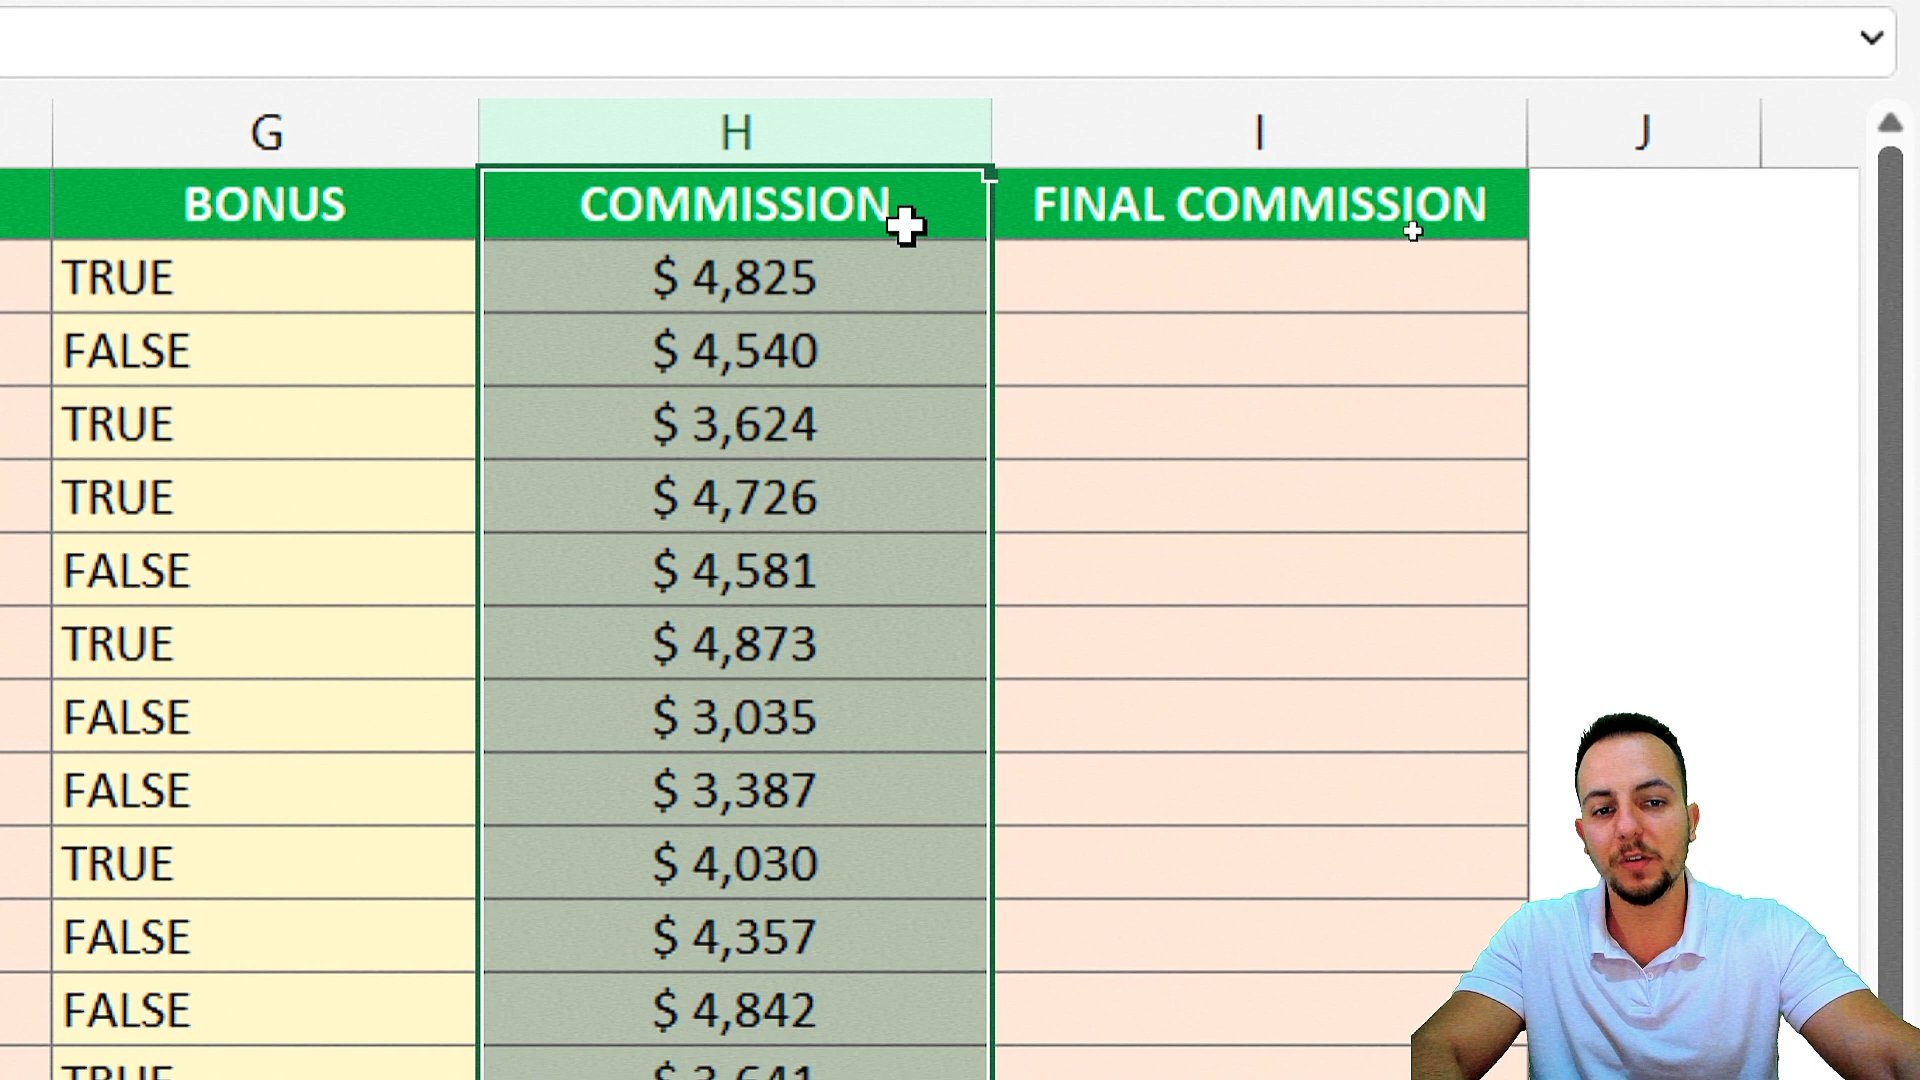 G H I J
BONUS COMMISSION FINAL COMMISSION
TRUE $ 4,825
FALSE $ 4,540
TRUE $ 3,624
TRUE $ 4,726
FALSE $ 4,581
TRUE $ 4,873
FALSE $ 3,035
FALSE $ 3,387
TRUE $ 4,030
FALSE $ 4,357
FALSE $ 4,842
TRUE $ 3,641